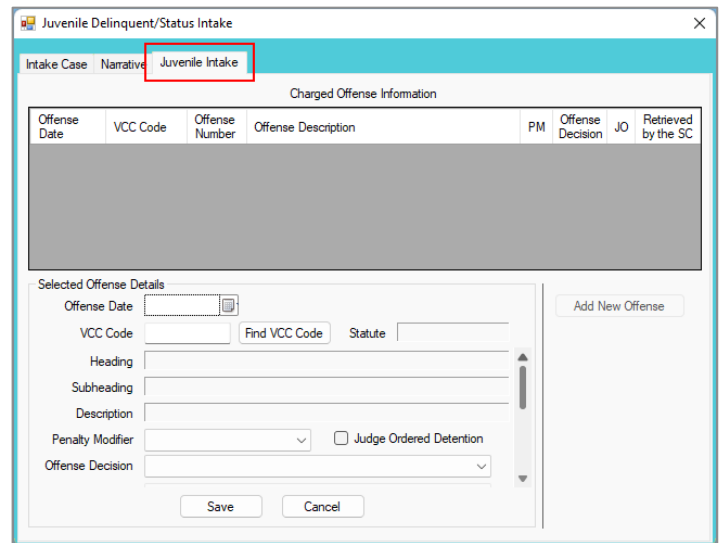 Juvenile Delinquent/Status Intake
Intake Case Narrative Juvenile Intake
Charged Offense Information
Offense Date VCC Code Offense Number Offense Description PM Offense Decision JO Retrieved by the SC
Selected Offense Details
Offense Date Add New Offense
VCC Code Find VCC Code Statute
Heading
Subheading
Description
Penalty Modifier Judge Ordered Detention
Offense Decision
Save Cancel